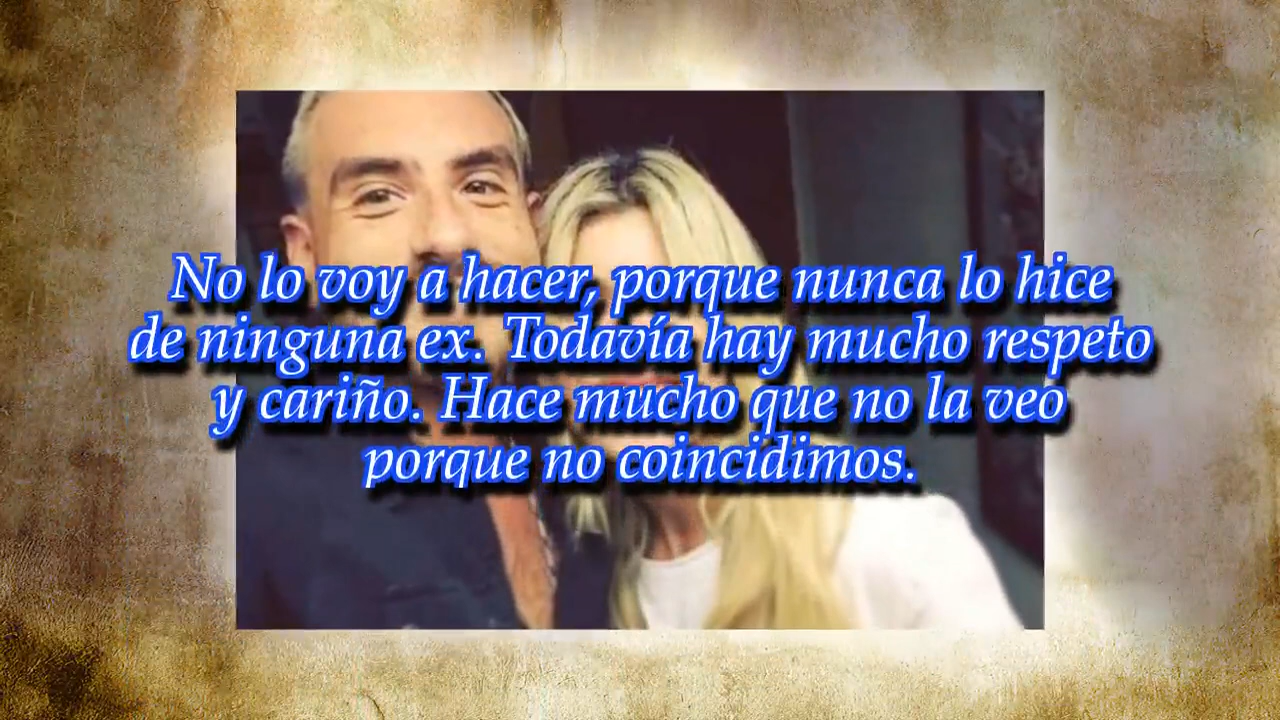 No lo voy a hacer, porque nunca lo hice
de ninguna ex. Todavía hay mucho respeto
y cariño. Hace mucho que no la veo
porque no coincidimos.